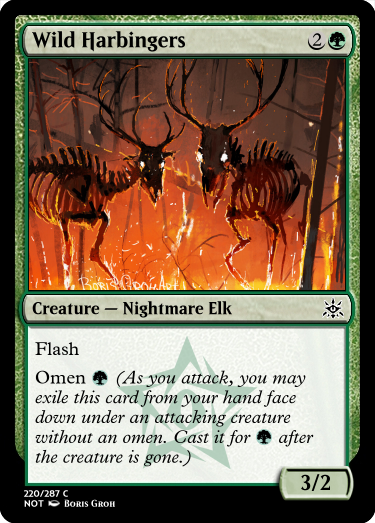 Wild Harbingers 2
Creature — Nightmare Elk
Flash
Omen (As you attack, you may
exile this card from your hand face
down under an attacking creature
without an omen. Cast it for after
the creature is gone.)
3/2
220/287 C
NOT Boris Groh